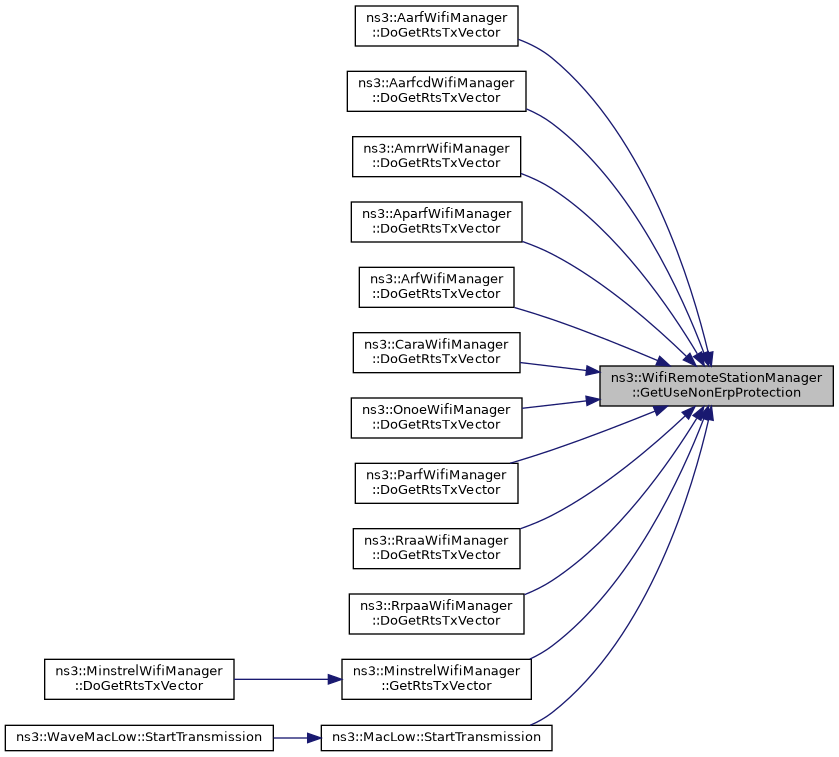 ns3::AarfWifiManager
::DoGetRtsTxVector
ns3::AarfcdWifiManager
::DoGetRtsTxVector
ns3::AmrrWifiManager
::DoGetRtsTxVector
ns3::AparfWifiManager
::DoGetRtsTxVector
ns3::ArfWifiManager
::DoGetRtsTxVector
ns3::CaraWifiManager
::DoGetRtsTxVector
ns3::WifiRemoteStationManager
::GetUseNonErpProtection
ns3::OnoeWifiManager
::DoGetRtsTxVector
ns3::ParfWifiManager
::DoGetRtsTxVector
ns3::RraaWifiManager
::DoGetRtsTxVector
ns3::RrpaaWifiManager
::DoGetRtsTxVector
ns3::MinstrelWifiManager
::DoGetRtsTxVector
ns3::MinstrelWifiManager
::GetRtsTxVector
ns3::WaveMacLow::StartTransmission
ns3::MacLow::StartTransmission